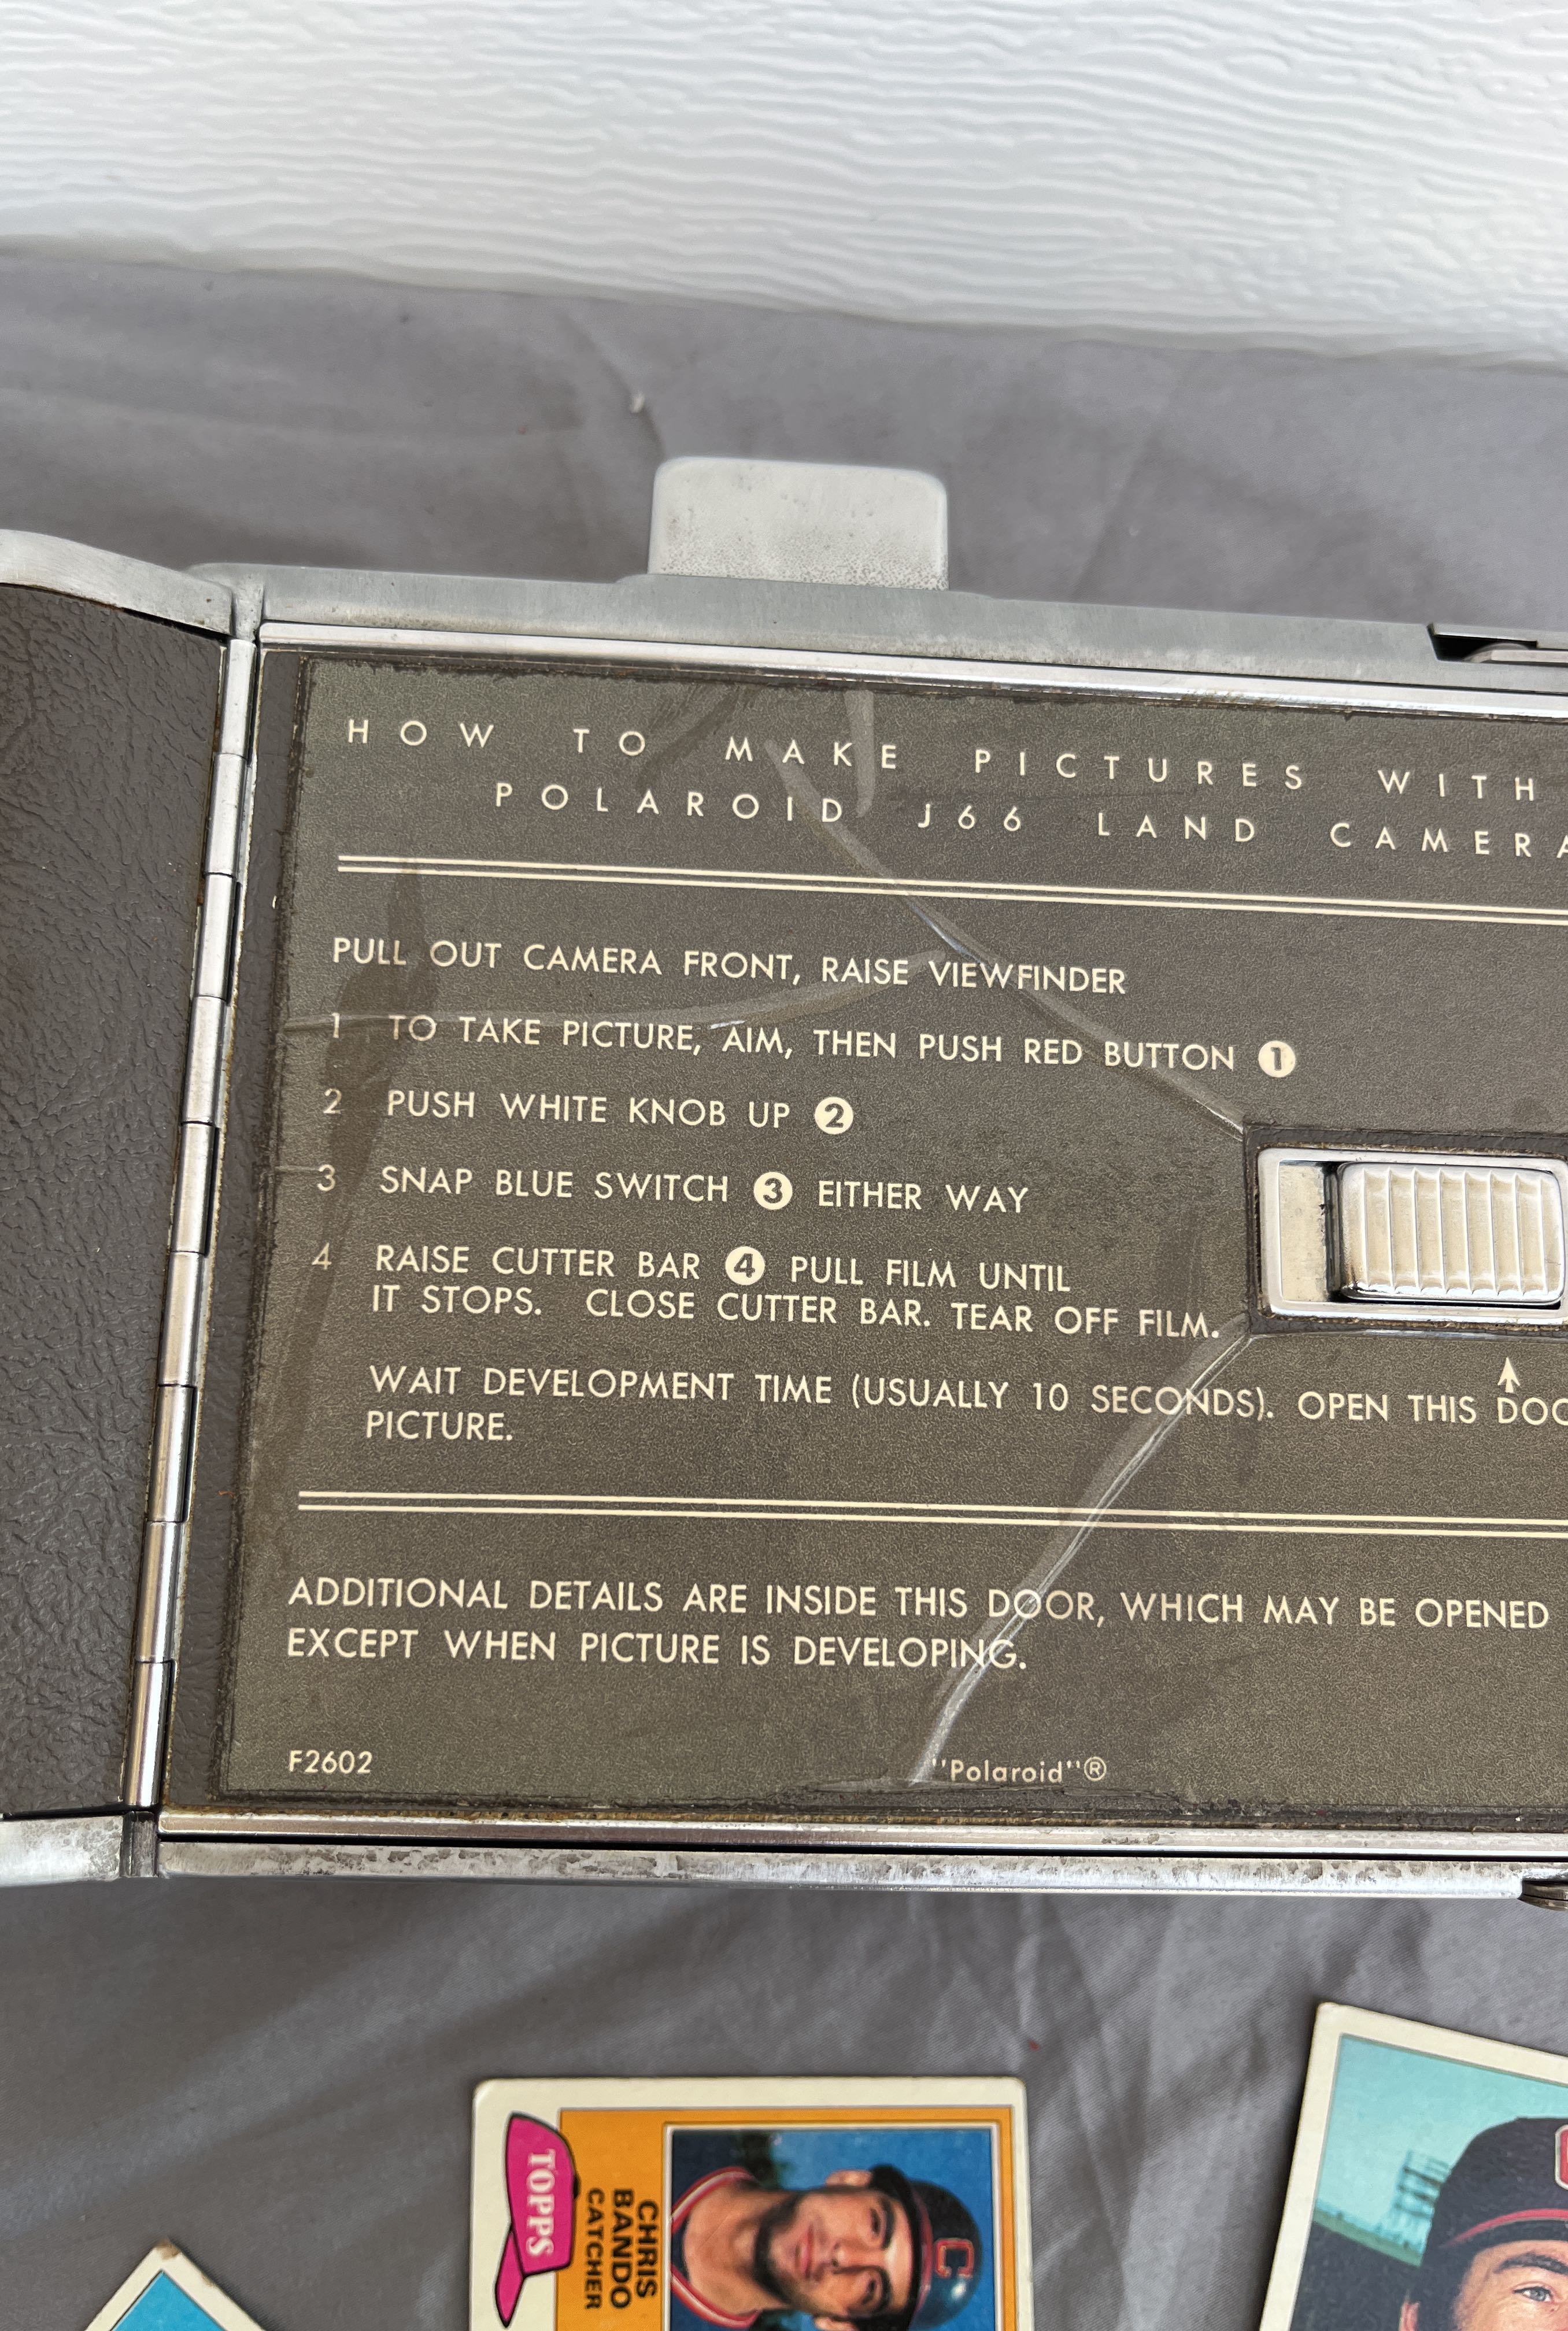 HOW TO MAKE PICTURES WITH
POLAROID J66 LAND CAMERA
PULL OUT CAMERA FRONT, RAISE VIEWFINDER
1 TO TAKE PICTURE, AIM, THEN PUSH RED BUTTON 1
2 PUSH WHITE KNOB UP 2
3 SNAP BLUE SWITCH 3 EITHER WAY
4 RAISE CUTTER BAR 4 PULL FILM UNTIL
IT STOPS. CLOSE CUTTER BAR. TEAR OFF FILM.
WAIT DEVELOPMENT TIME (USUALLY 10 SECONDS). OPEN THIS
PICTURE.
ADDITIONAL DETAILS ARE INSIDE THIS DOOR, WHICH MAY BE OPENED
EXCEPT WHEN PICTURE IS DEVELOPING.
F2602
"Polaroid"®
TOPPS
CHRIS
BANDO
CATCHER
C